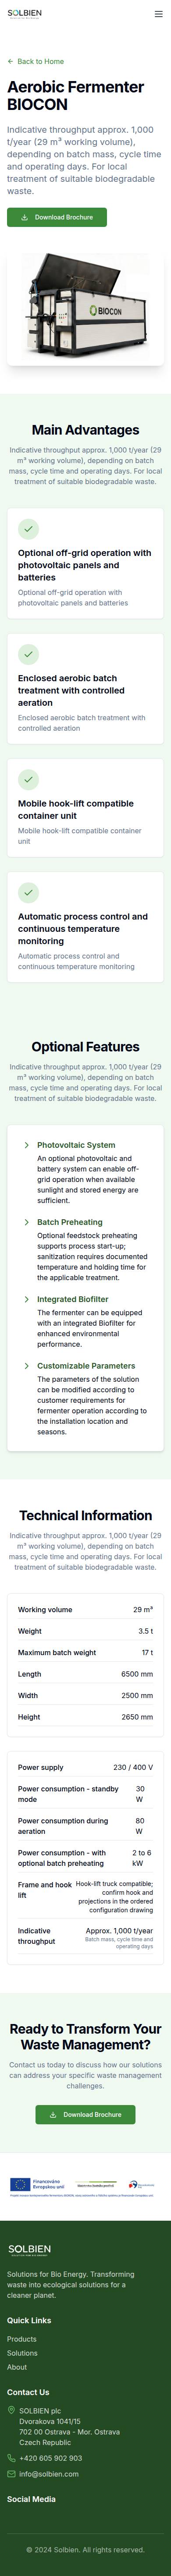 SOLBIEN
Back to Home
Aerobic Fermenter
BIOCON
Indicative throughput approx. 1,000
t/year (29 m³ working volume),
depending on batch mass, cycle time
and operating days. For local
treatment of suitable biodegradable
waste.
Download Brochure
BIOCON
Main Advantages
Indicative throughput approx. 1,000 t/year (29
m³ working volume), depending on batch
mass, cycle time and operating days. For local
treatment of suitable biodegradable waste.
Optional off-grid operation with
photovoltaic panels and
batteries
Optional off-grid operation with
photovoltaic panels and batteries
Enclosed aerobic batch
treatment with controlled
aeration
Enclosed aerobic batch treatment with
controlled aeration
Mobile hook-lift compatible
container unit
Mobile hook-lift compatible container
unit
Automatic process control and
continuous temperature
monitoring
Automatic process control and
continuous temperature monitoring
Optional Features
Indicative throughput approx. 1,000 t/year (29
m³ working volume), depending on batch
mass, cycle time and operating days. For local
treatment of suitable biodegradable waste.
Photovoltaic System
An optional photovoltaic and
battery system can enable off-
grid operation when available
sunlight and stored energy are
sufficient.
Batch Preheating
Optional feedstock preheating
supports process start-up;
sanitization requires documented
temperature and holding time for
the applicable treatment.
Integrated Biofilter
The fermenter can be equipped
with an integrated Biofilter for
enhanced environmental
performance.
Customizable Parameters
The parameters of the solution
can be modified according to
customer requirements for
fermenter operation according to
the installation location and
seasons.
Technical Information
Indicative throughput approx. 1,000 t/year (29
m³ working volume), depending on batch
mass, cycle time and operating days. For local
treatment of suitable biodegradable waste.
Working volume 29 m³
Weight 3.5 t
Maximum batch weight 17 t
Length 6500 mm
Width 2500 mm
Height 2650 mm
Power supply 230 / 400 V
Power consumption - standby mode 30 W
Power consumption during aeration 80 W
Power consumption - with optional batch preheating 2 to 6 kW
Frame and hook lift Hook-lift truck compatible; confirm hook and projections in the ordered configuration drawing
Indicative throughput Approx. 1,000 t/year
Batch mass, cycle time and operating days
Ready to Transform Your
Waste Management?
Contact us today to discuss how our solutions
can address your specific waste management
challenges.
Download Brochure
Financováno
Evropskou unií
SOLBIEN
Solutions for Bio Energy. Transforming
waste into ecological solutions for a
cleaner planet.
Quick Links
Products
Solutions
About
Contact Us
SOLBIEN plc
Dvorakova 1041/15
702 00 Ostrava - Mor. Ostrava
Czech Republic
+420 605 902 903
info@solbien.com
Social Media
© 2024 Solbien. All rights reserved.